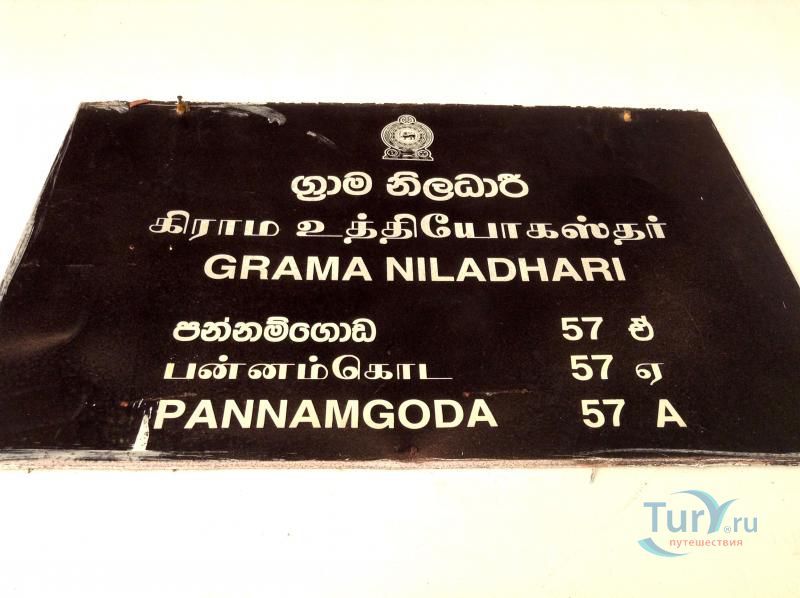 ග්‍රාම නිලධාරී
கிராம உத்தியோகஸ்தர்
GRAMA NILADHARI
පන්නම්ගොඩ 57 ඒ
பன்னம்கொட 57 ஏ
PANNAMGODA 57 A
Tury.ru
путешествия